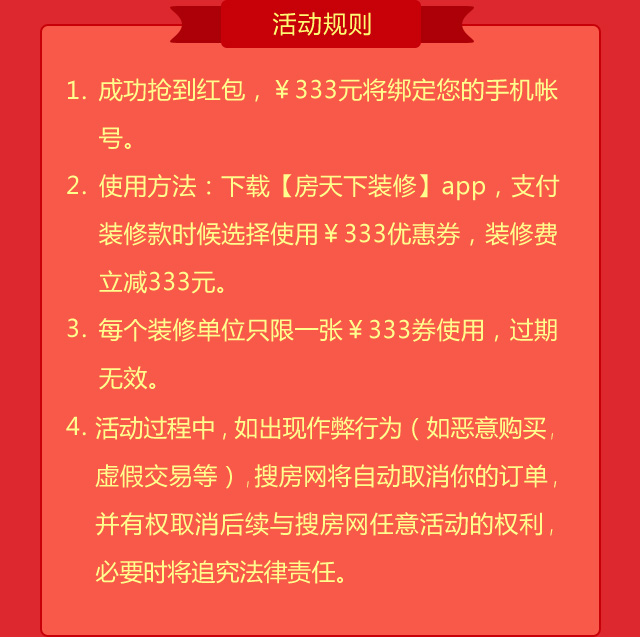 活动规则
1. 成功抢到红包，￥333元将绑定您的手机帐
号。
2. 使用方法：下载【房天下装修】app，支付
装修款时候选择使用￥333优惠券，装修费
立减333元。
3. 每个装修单位只限一张￥333券使用，过期
无效。
4. 活动过程中，如出现作弊行为（如恶意购买，
虚假交易等），搜房网将自动取消你的订单，
并有权取消后续与搜房网任意活动的权利，
必要时将追究法律责任。